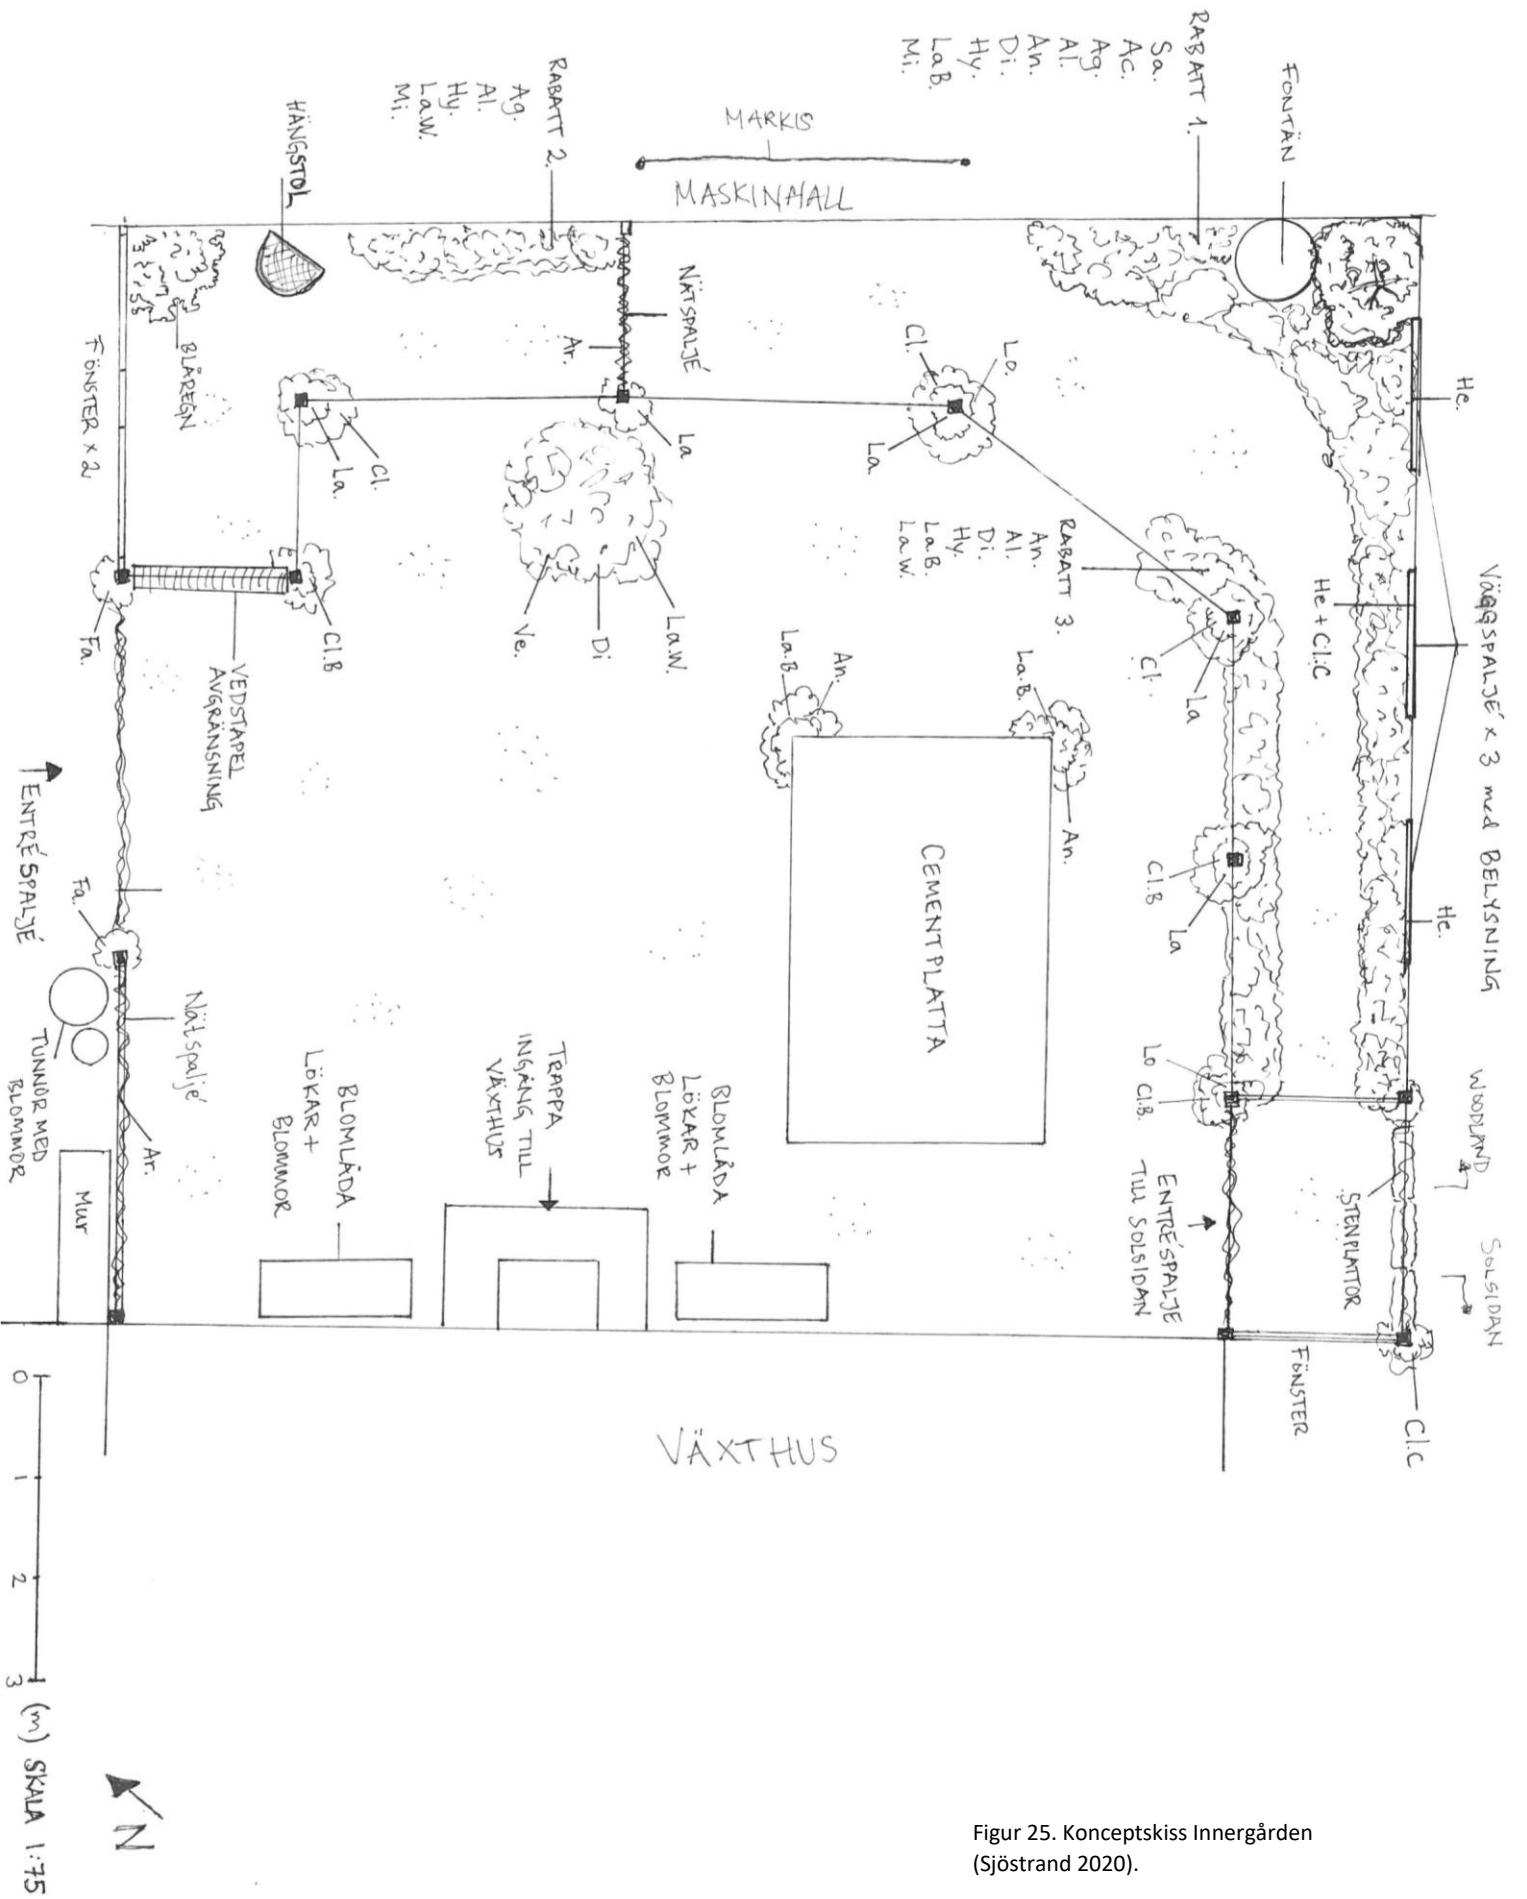 RABATT 1.
Sa.
Ac.
Ag.
Al.
An.
Di.
Hy.
La.B.
Mi.
FONTÄN
MARKIS
MASKINHALL
RABATT 2.
Ag.
Al.
Hy.
La.W.
Mi.
HÄNGSTOL
BLÅREGN
FÖNSTER x 2
NÄTSPALJÉ
Ar.
La
Cl.
Lo.
La
La.
Cl.
Cl.B
Fa.
VEDSTAPEL
AVGRÄNSNING
La.W.
Di
Ve.
RABATT 3.
An.
Al.
Di.
Hy.
La.B.
La.W.
He.
He + Cl.C
He.
VÄGGSPALJÉ x 3 med BELYSNING
Cl.
La
Cl.B
La
Lo
Cl.B.
La.B.
An.
La.B.
An.
CEMENTPLATTA
ENTRÉSPALJÉ
Fa.
Nätspaljé
Ar.
TUNNOR MED
BLOMMOR
Mur
BLOMLÅDA
LÖKAR +
BLOMMOR
TRAPPA
INGÅNG TILL
VÄXTHUS
BLOMLÅDA
LÖKAR +
BLOMMOR
ENTRÉSPALJE
TILL SOLSIDAN
STENPLATTOR
WOODLAND
SOLSIDAN
FÖNSTER
Cl.C
VÄXTHUS
0 1 2 3 (m) SKALA 1:75
N
Figur 25. Konceptskiss Innergården
(Sjöstrand 2020).